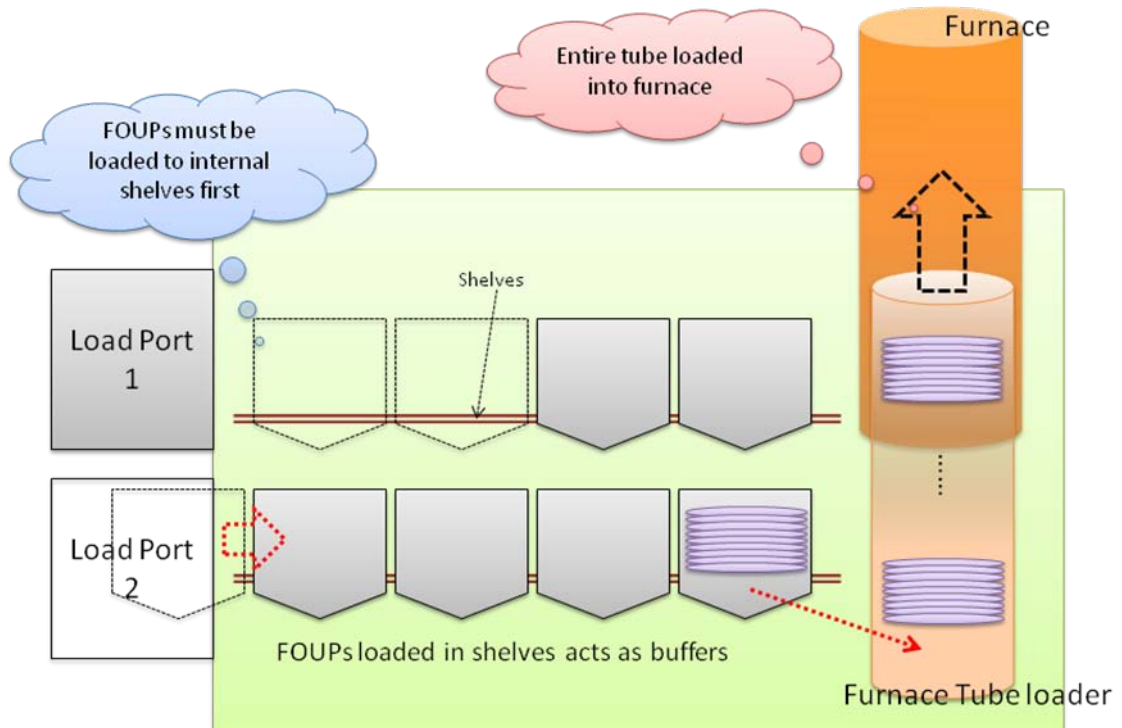 Furnace
Entire tube loaded
into furnace
FOUPs must be
loaded to internal
shelves first
Shelves
Load Port
1
Load Port
2
FOUPs loaded in shelves acts as buffers
Furnace Tube loader